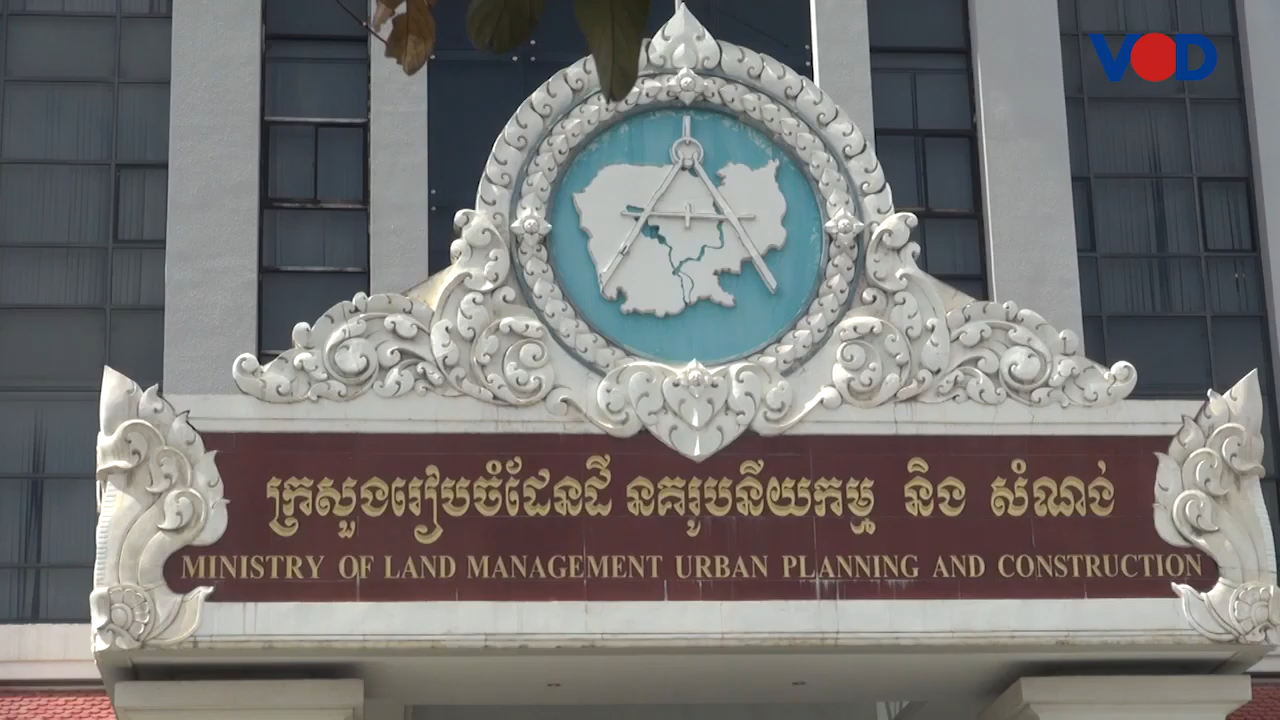 VOD
ក្រសួងរៀបចំដែនដី នគរូបនីយកម្ម និង សំណង់
MINISTRY OF LAND MANAGEMENT URBAN PLANNING AND CONSTRUCTION